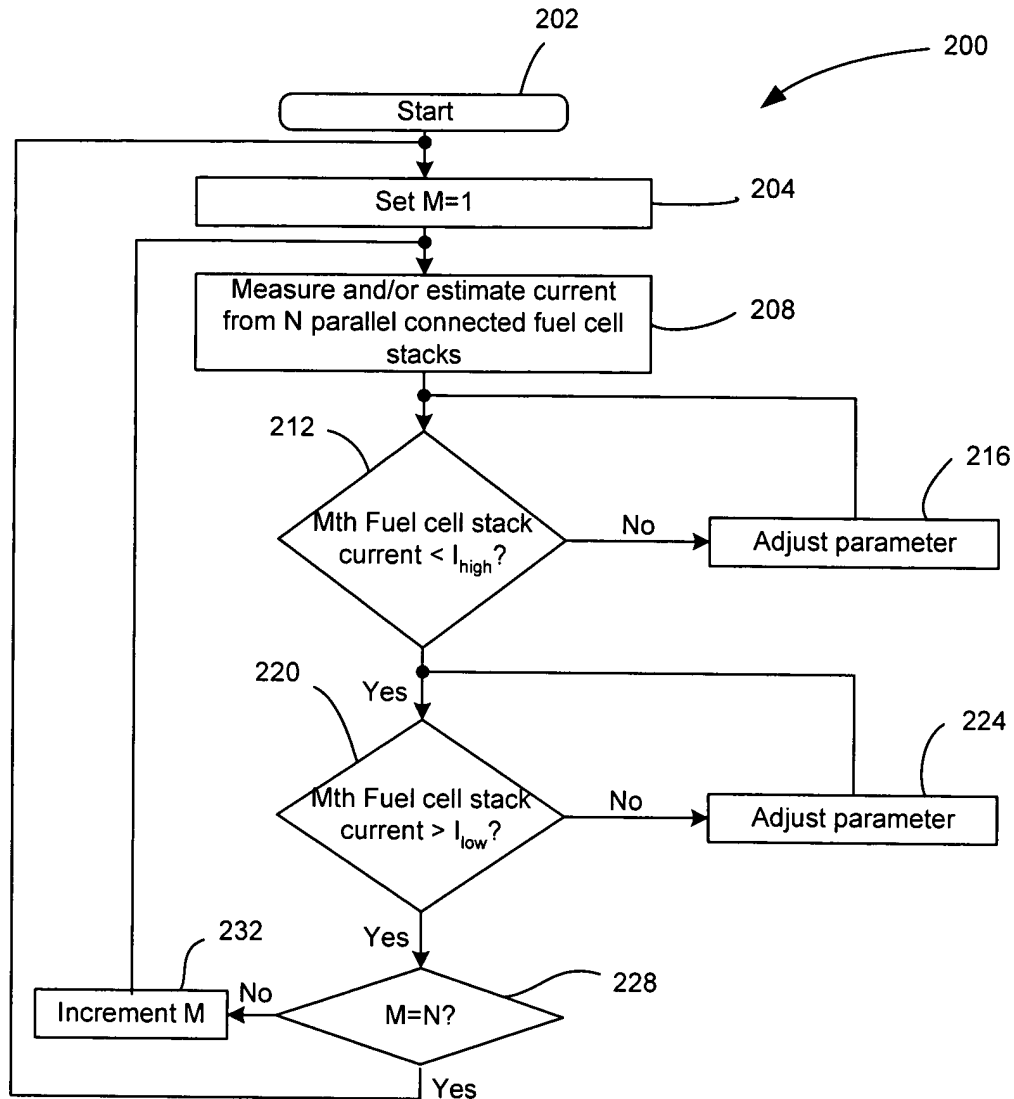 202
200
Start
Set M=1
204
Measure and/or estimate current
from N parallel connected fuel cell
stacks
208
212
216
Mth Fuel cell stack
current < Ihigh?
No
Adjust parameter
220
Yes
224
Mth Fuel cell stack
current > Ilow?
No
Adjust parameter
232
Yes
228
Increment M
No
M=N?
Yes